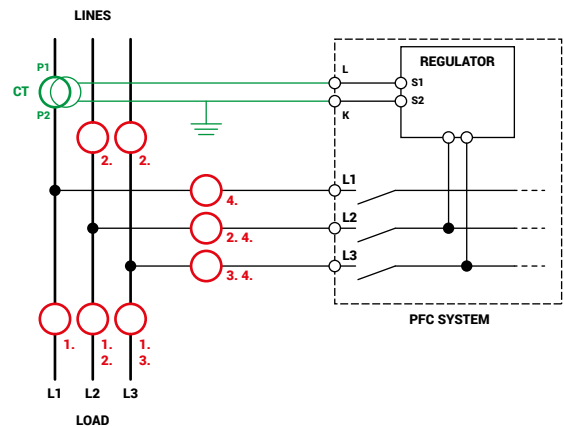 LINES
P1
CT
P2
L
K
REGULATOR
S1
S2
2.
2.
4.
L1
2. 4.
L2
3. 4.
L3
PFC SYSTEM
1.
1.
2.
1.
3.
L1
L2
L3
LOAD